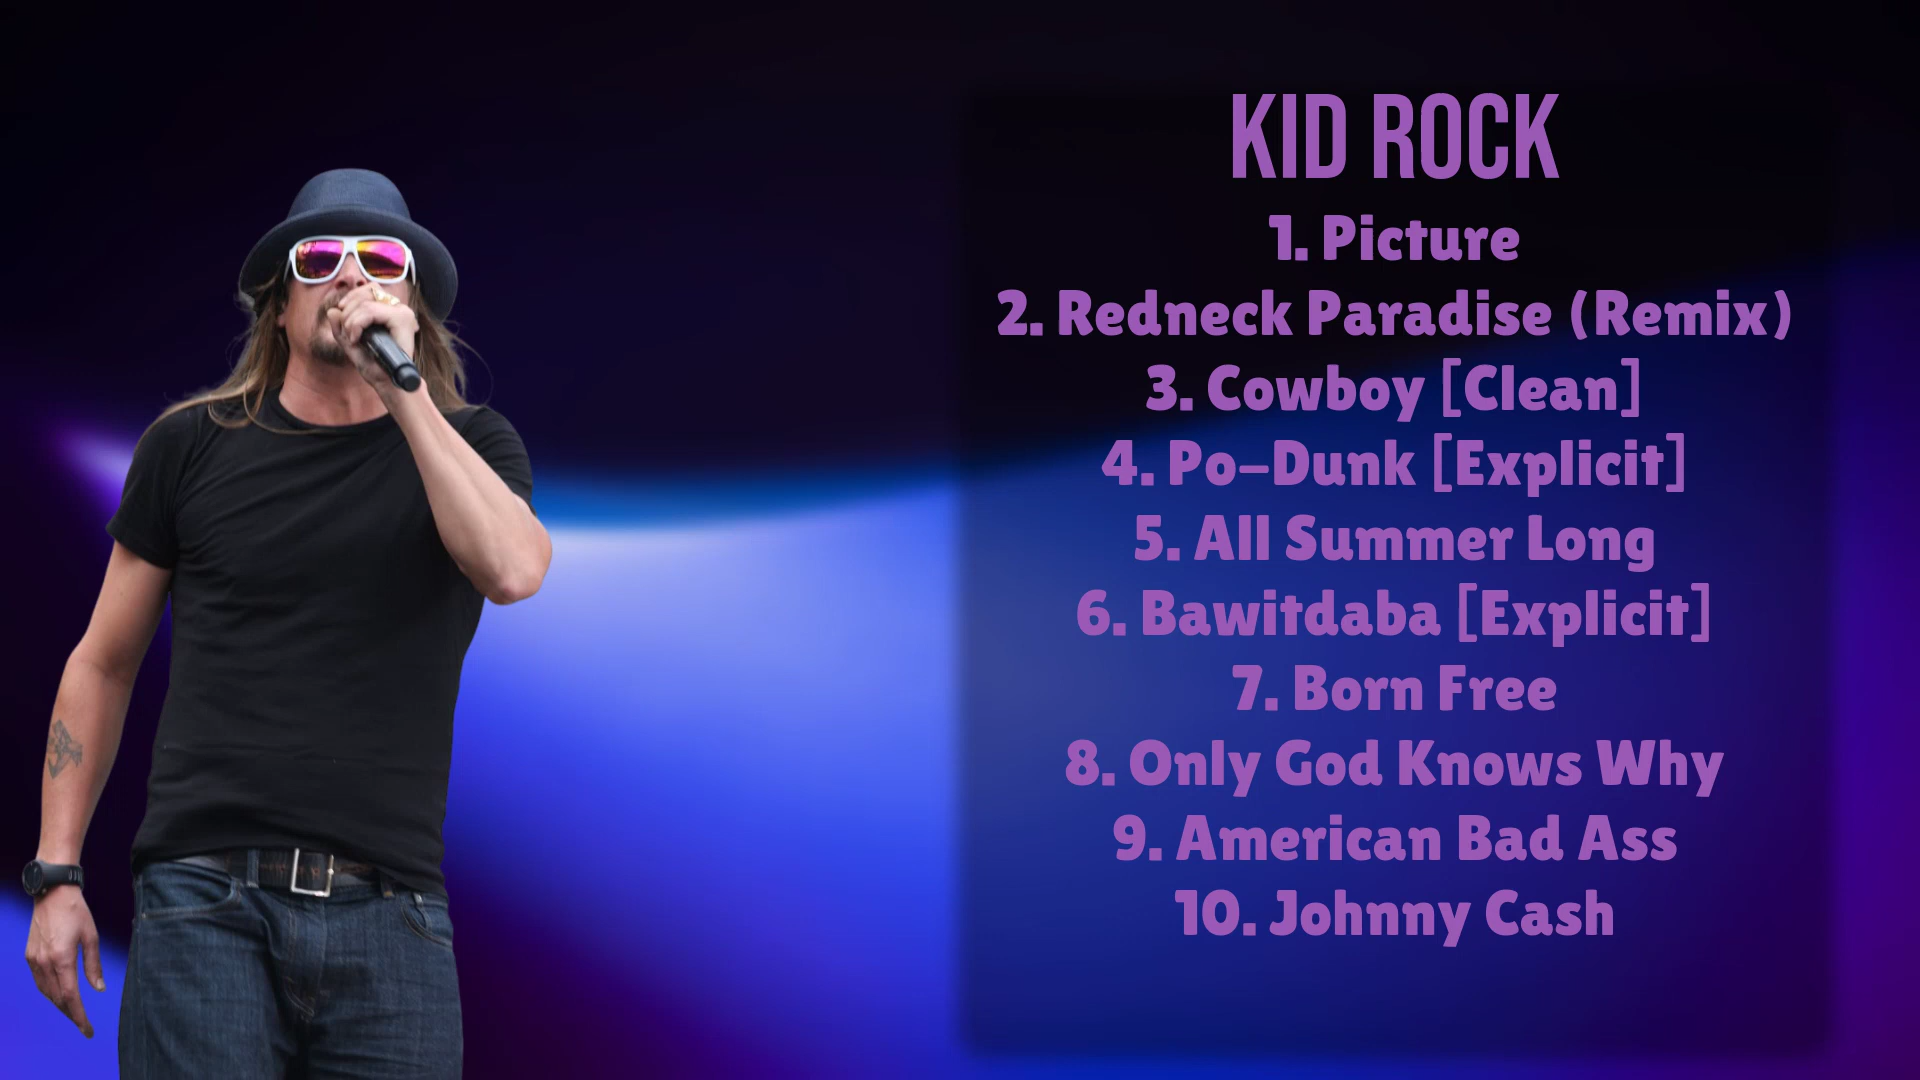 KID ROCK
1. Picture
2. Redneck Paradise (Remix)
3. Cowboy [Clean]
4. Po-Dunk [Explicit]
5. All Summer Long
6. Bawitdaba [Explicit]
7. Born Free
8. Only God Knows Why
9. American Bad Ass
10. Johnny Cash